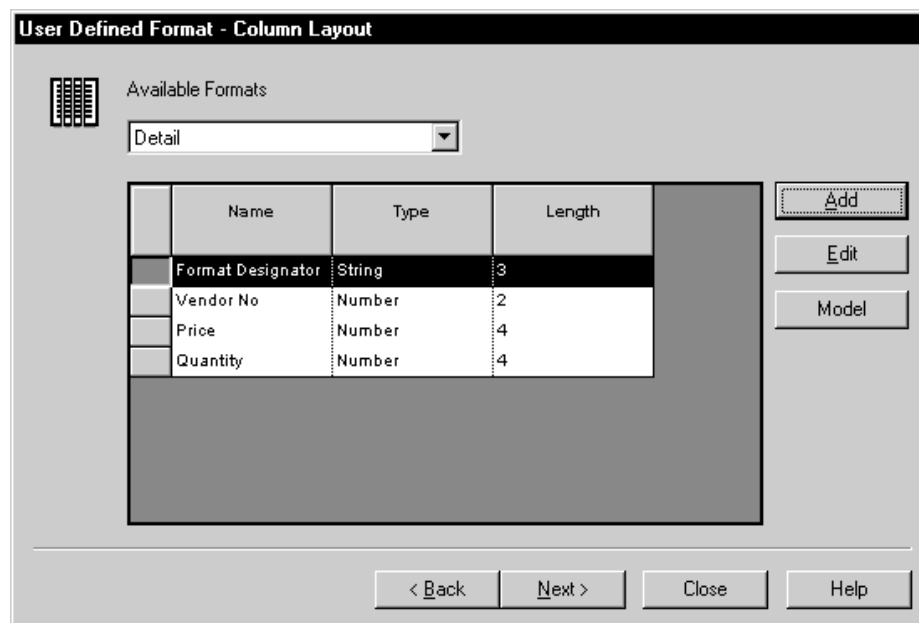 User Defined Format - Column Layout
Available Formats
Detail
Name Type Length
Format Designator String 3
Vendor No Number 2
Price Number 4
Quantity Number 4
Add
Edit
Model
< Back Next > Close Help